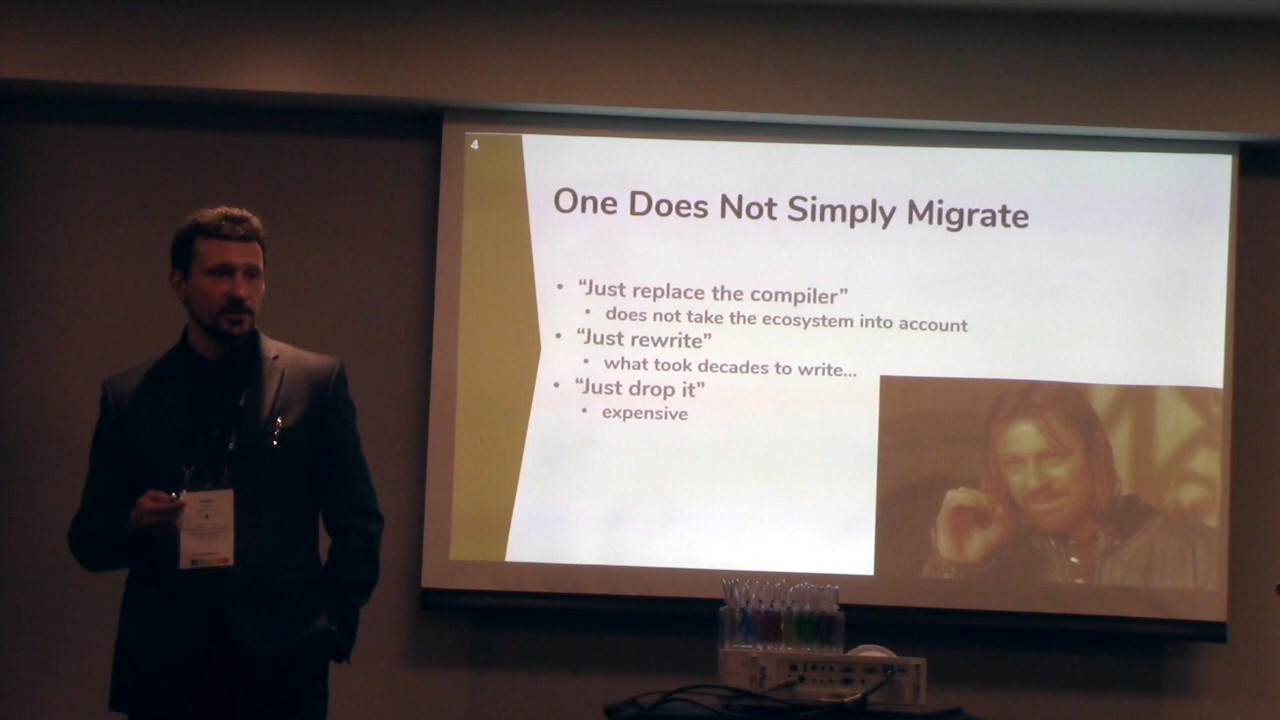 4
One Does Not Simply Migrate
• “Just replace the compiler”
• does not take the ecosystem into account
• “Just rewrite”
• what took decades to write...
• “Just drop it”
• expensive